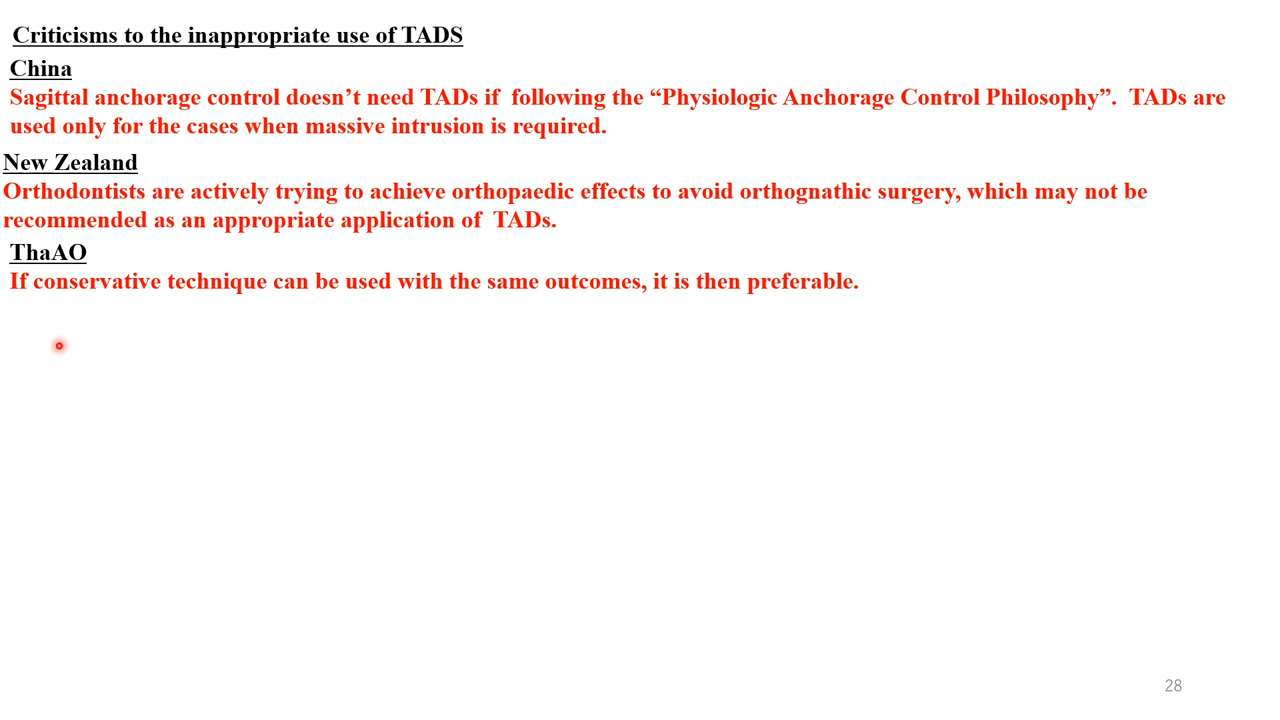 Criticisms to the inappropriate use of TADS
China
Sagittal anchorage control doesn’t need TADs if following the “Physiologic Anchorage Control Philosophy”. TADs are
used only for the cases when massive intrusion is required.
New Zealand
Orthodontists are actively trying to achieve orthopaedic effects to avoid orthognathic surgery, which may not be
recommended as an appropriate application of TADs.
ThaAO
If conservative technique can be used with the same outcomes, it is then preferable.
28